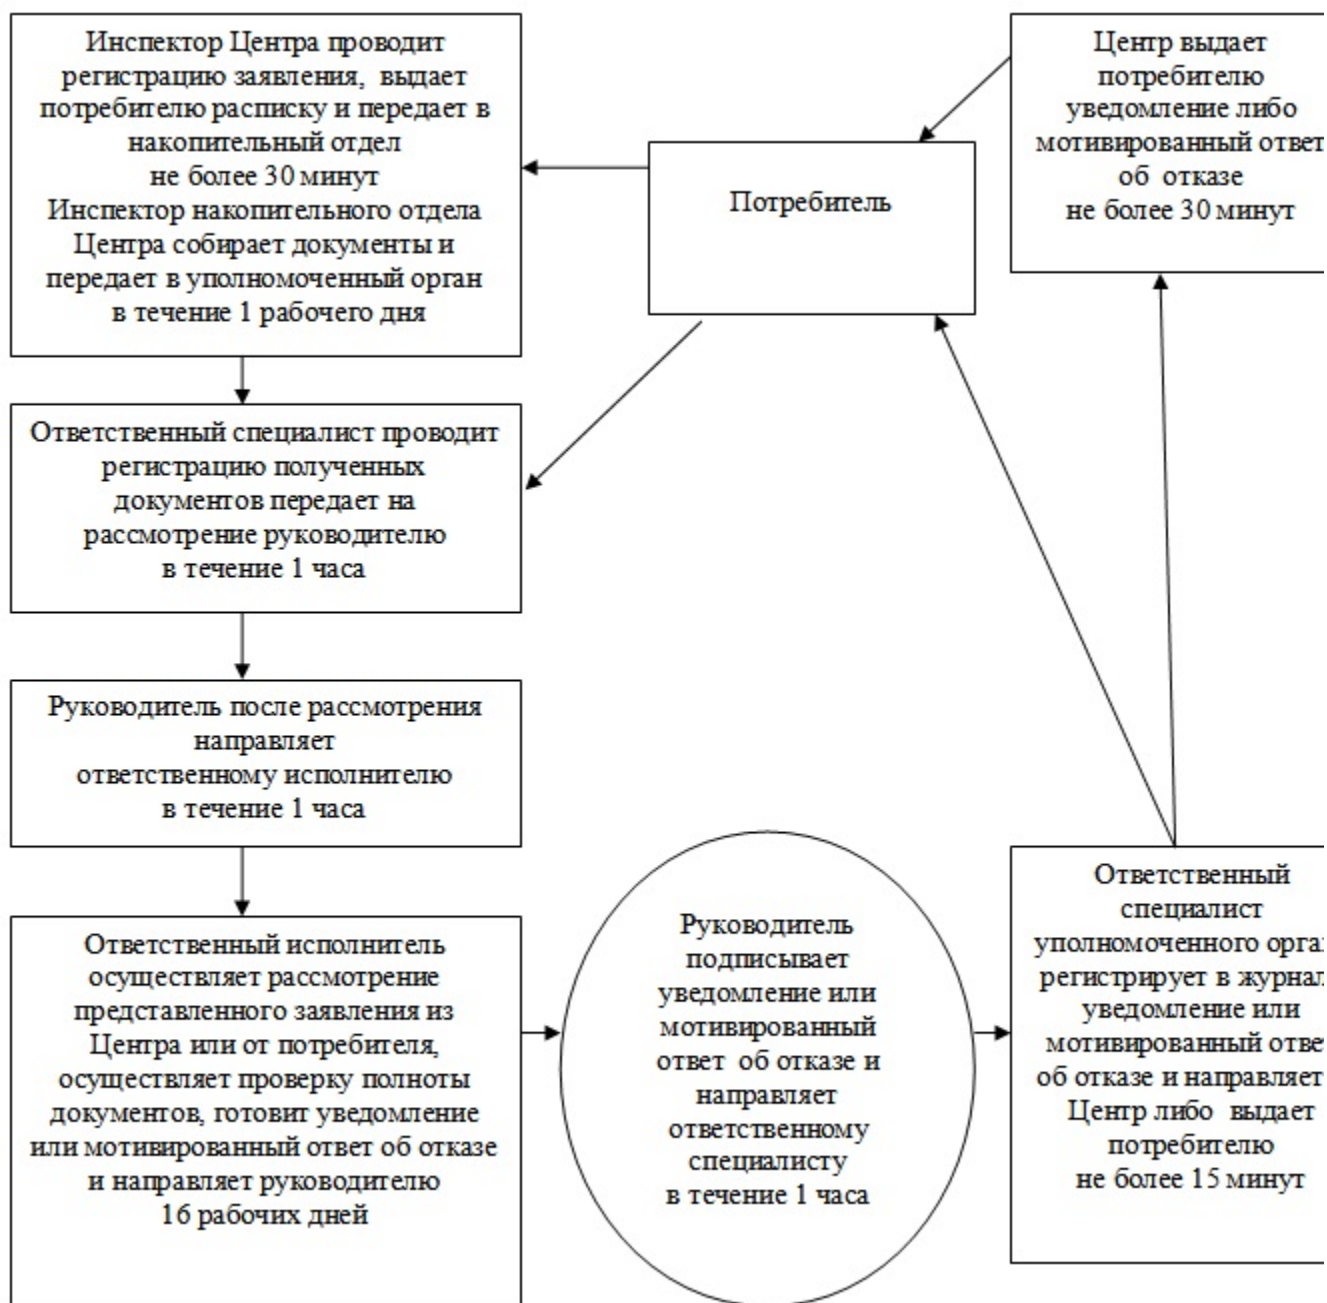 Инспектор Центра проводит
регистрацию заявления, выдает
потребителю расписку и передает в
накопительный отдел
не более 30 минут
Инспектор накопительного отдела
Центра собирает документы и
передает в уполномоченный орган
в течение 1 рабочего дня
Потребитель
Центр выдает
потребителю
уведомление либо
мотивированный ответ
об отказе
не более 30 минут
Ответственный специалист проводит
регистрацию полученных
документов передает на
рассмотрение руководителю
в течение 1 часа
Руководитель после рассмотрения
направляет
ответственному исполнителю
в течение 1 часа
Ответственный исполнитель
осуществляет рассмотрение
представленного заявления из
Центра или от потребителя,
осуществляет проверку полноты
документов, готовит уведомление
или мотивированный ответ об отказе
и направляет руководителю
16 рабочих дней
Руководитель
подписывает
уведомление или
мотивированный
ответ об отказе и
направляет
ответственному
специалисту
в течение 1 часа
Ответственный
специалист
уполномоченного
регистрирует в
уведомление или
мотивированный
об отказе и направляет
Центр либо выдает
потребителю
не более 15 минут